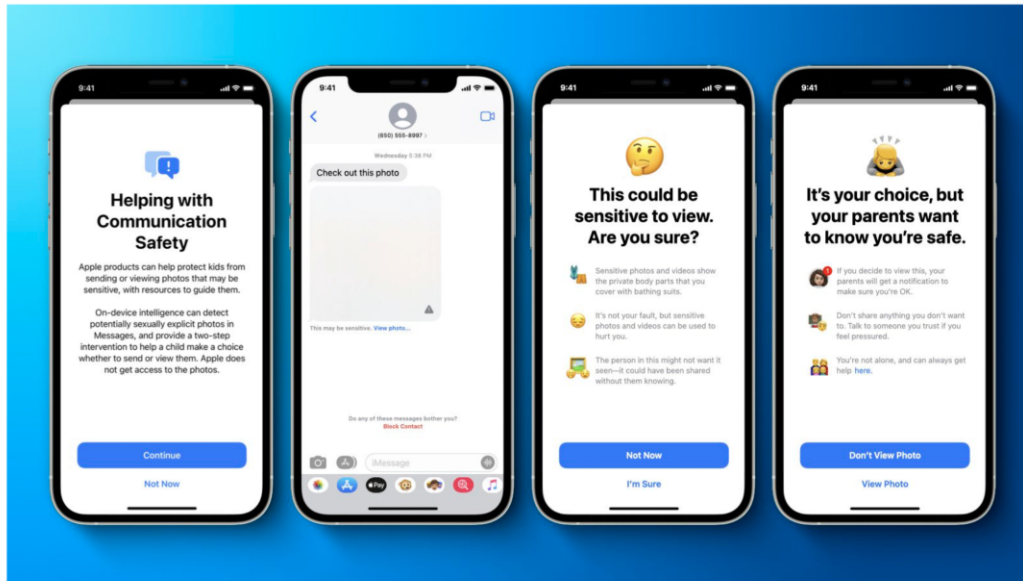 9:41
Helping with
Communication
Safety
Apple products can help protect kids from
sending or viewing photos that may be
sensitive, with resources to guide them.
On-device intelligence can detect
potentially sexually explicit photos in
Messages, and provide a two-step
intervention to help a child make a choice
whether to send or view them. Apple does
not get access to the photos.
Continue
Not Now
9:41
(650) 555-8997 >
Wednesday 5:38 PM
Check out this photo
This may be sensitive. View photo...
Do any of these messages bother you?
Block Contact
iMessage
Pay
9:41
This could be
sensitive to view.
Are you sure?
Sensitive photos and videos show
the private body parts that you
cover with bathing suits.
It's not your fault, but sensitive
photos and videos can be used to
hurt you.
The person in this might not want it
seen—it could have been shared
without them knowing.
Not Now
I'm Sure
9:41
It's your choice, but
your parents want
to know you're safe.
1
If you decide to view this, your
parents will get a notification to
make sure you're OK.
Don't share anything you don't want
to. Talk to someone you trust if you
feel pressured.
You're not alone, and can always get
help here.
Don't View Photo
View Photo